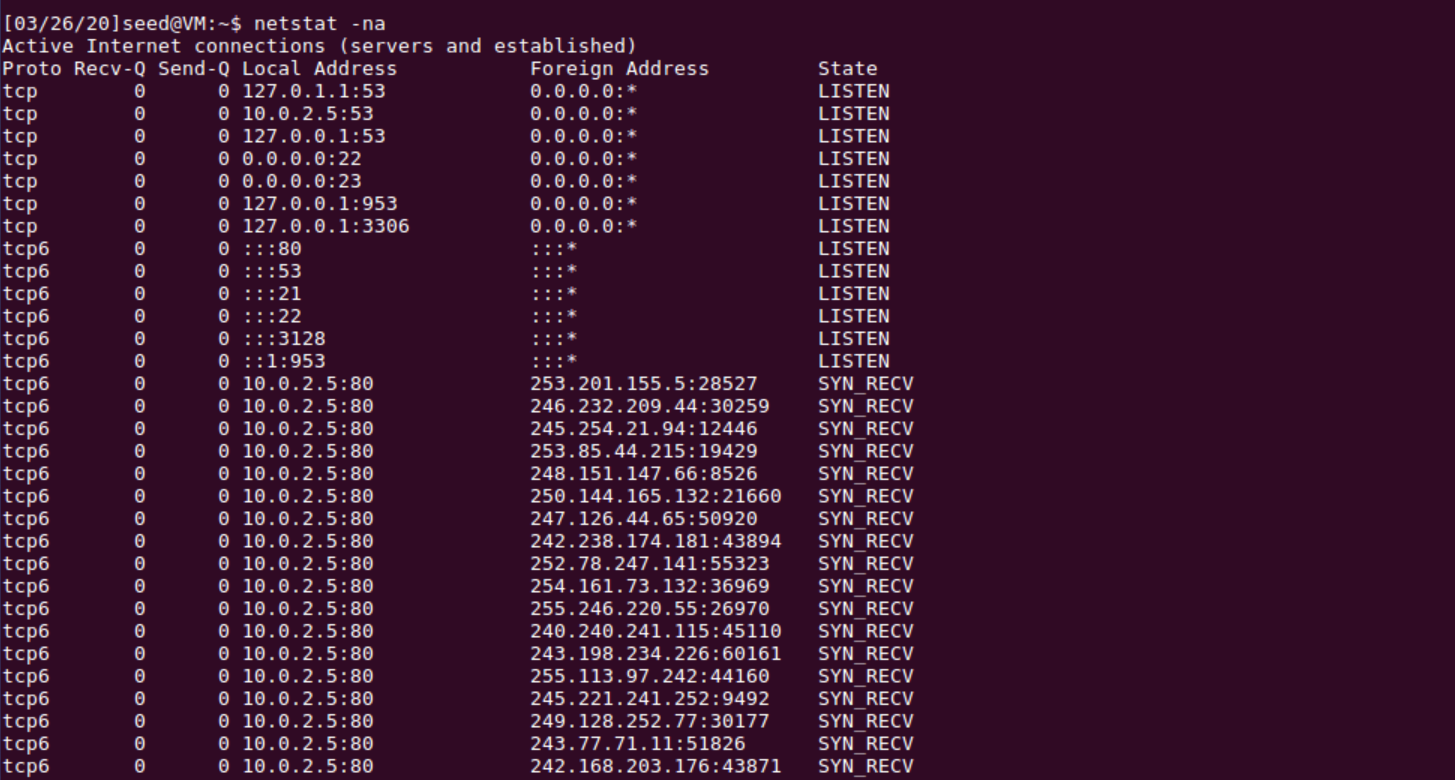 [03/26/20]seed@VM:~$ netstat -na
Active Internet connections (servers and established)
Proto Recv-Q Send-Q Local Address           Foreign Address         State
tcp        0      0 127.0.1.1:53            0.0.0.0:*               LISTEN
tcp        0      0 10.0.2.5:53             0.0.0.0:*               LISTEN
tcp        0      0 127.0.0.1:53            0.0.0.0:*               LISTEN
tcp        0      0 0.0.0.0:22              0.0.0.0:*               LISTEN
tcp        0      0 0.0.0.0:23              0.0.0.0:*               LISTEN
tcp        0      0 127.0.0.1:953           0.0.0.0:*               LISTEN
tcp        0      0 127.0.0.1:3306          0.0.0.0:*               LISTEN
tcp6       0      0 :::80                   :::*                    LISTEN
tcp6       0      0 :::53                   :::*                    LISTEN
tcp6       0      0 :::21                   :::*                    LISTEN
tcp6       0      0 :::22                   :::*                    LISTEN
tcp6       0      0 :::3128                 :::*                    LISTEN
tcp6       0      0 ::1:953                 :::*                    LISTEN
tcp6       0      0 10.0.2.5:80             253.201.155.5:28527     SYN_RECV
tcp6       0      0 10.0.2.5:80             246.232.209.44:30259    SYN_RECV
tcp6       0      0 10.0.2.5:80             245.254.21.94:12446     SYN_RECV
tcp6       0      0 10.0.2.5:80             253.85.44.215:19429     SYN_RECV
tcp6       0      0 10.0.2.5:80             248.151.147.66:8526     SYN_RECV
tcp6       0      0 10.0.2.5:80             250.144.165.132:21660   SYN_RECV
tcp6       0      0 10.0.2.5:80             247.126.44.65:50920     SYN_RECV
tcp6       0      0 10.0.2.5:80             242.238.174.181:43894   SYN_RECV
tcp6       0      0 10.0.2.5:80             252.78.247.141:55323    SYN_RECV
tcp6       0      0 10.0.2.5:80             254.161.73.132:36969    SYN_RECV
tcp6       0      0 10.0.2.5:80             255.246.220.55:26970    SYN_RECV
tcp6       0      0 10.0.2.5:80             240.240.241.115:45110   SYN_RECV
tcp6       0      0 10.0.2.5:80             243.198.234.226:60161   SYN_RECV
tcp6       0      0 10.0.2.5:80             255.113.97.242:44160    SYN_RECV
tcp6       0      0 10.0.2.5:80             245.221.241.252:9492    SYN_RECV
tcp6       0      0 10.0.2.5:80             249.128.252.77:30177    SYN_RECV
tcp6       0      0 10.0.2.5:80             243.77.71.11:51826      SYN_RECV
tcp6       0      0 10.0.2.5:80             242.168.203.176:43871   SYN_RECV